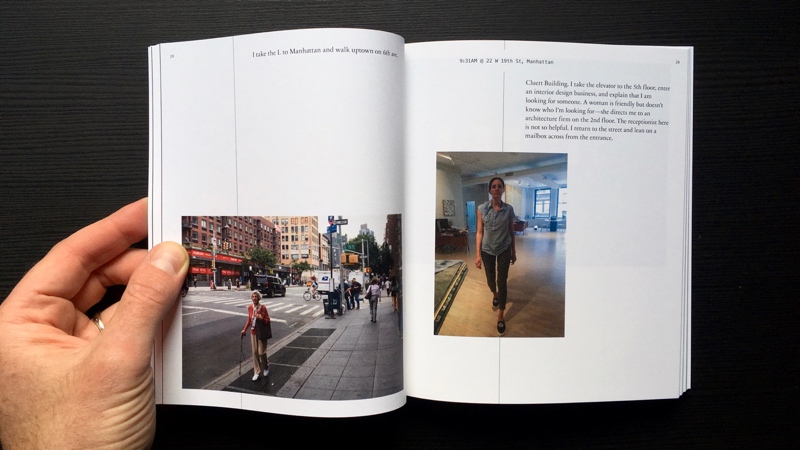 I take the L to Manhattan and walk uptown on 6th ave.
9:31AM @ 22 W 19th St, Manhattan
Cluett Building. I take the elevator to the 5th floor, enter
an interior design business, and explain that I am
looking for someone. A woman is friendly but doesn't
know who I'm looking for—she directs me to an
architecture firm on the 2nd floor. The receptionist here
is not so helpful. I return to the street and lean on a
mailbox across from the entrance.